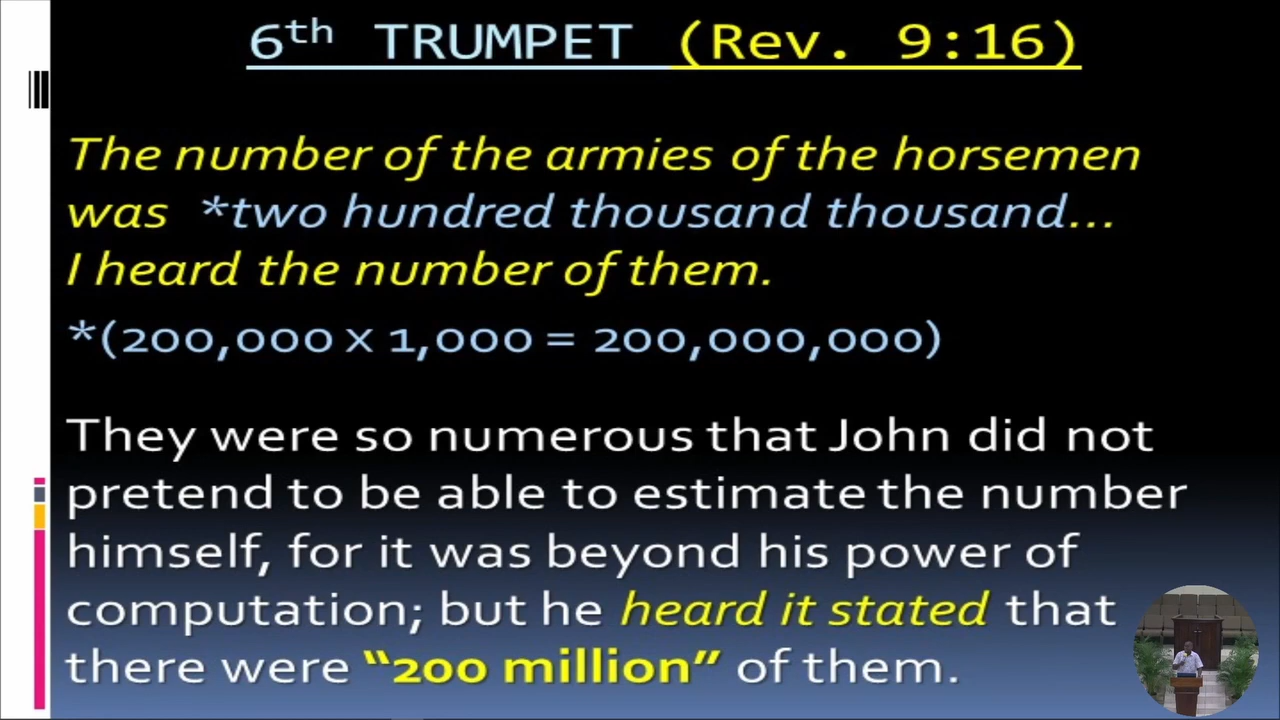 6th TRUMPET (Rev. 9:16)
The number of the armies of the horsemen
was *two hundred thousand thousand...
I heard the number of them.
*(200,000 x 1,000 = 200,000,000)
They were so numerous that John did not
pretend to be able to estimate the number
himself, for it was beyond his power of
computation; but he heard it stated that
there were “200 million” of them.